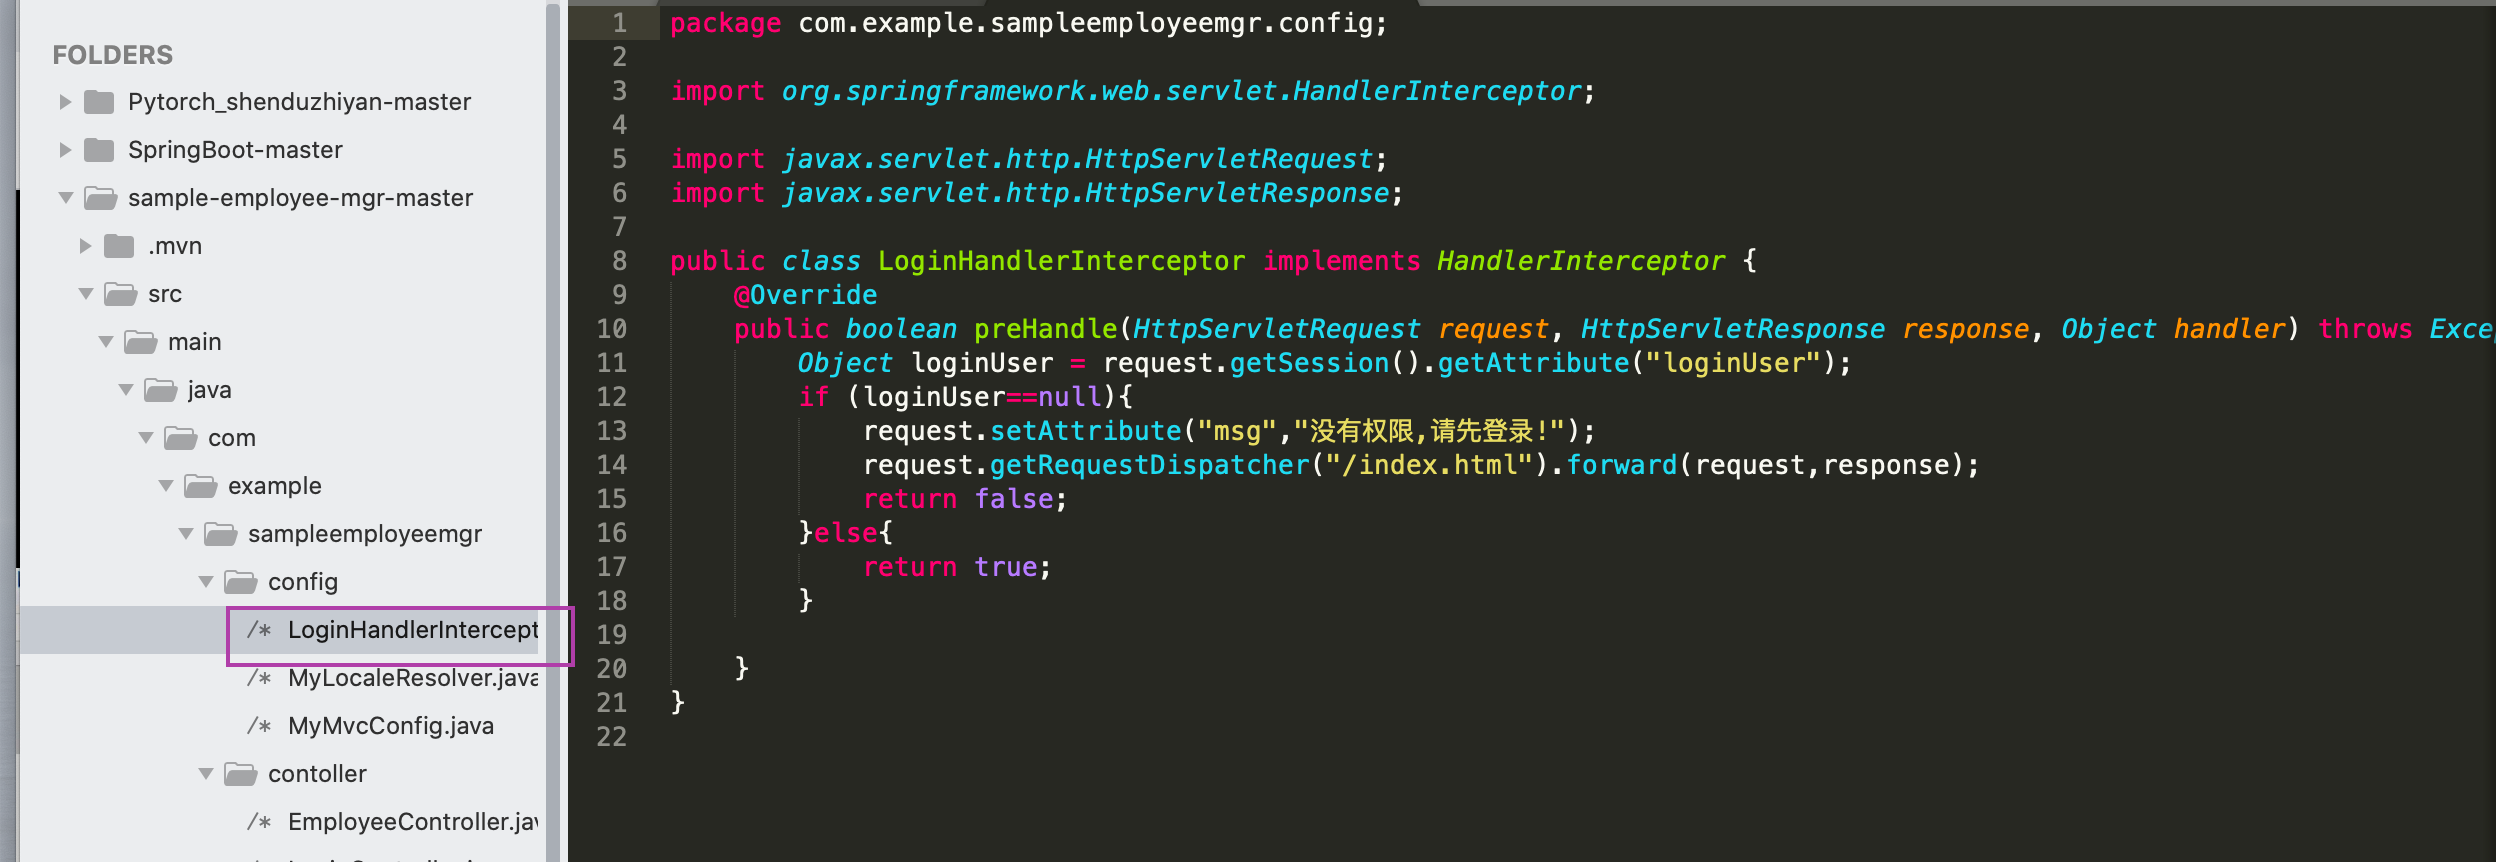 FOLDERS
Pytorch_shenduzhiyan-master
SpringBoot-master
sample-employee-mgr-master
.mvn
src
main
java
com
example
sampleemployeemgr
config
/* LoginHandlerIntercept
/* MyLocaleResolver.java
/* MyMvcConfig.java
contoller
/* EmployeeController.jav
1 package com.example.sampleemployeemgr.config;
2
3 import org.springframework.web.servlet.HandlerInterceptor;
4
5 import javax.servlet.http.HttpServletRequest;
6 import javax.servlet.http.HttpServletResponse;
7
8 public class LoginHandlerInterceptor implements HandlerInterceptor {
9 @Override
10 public boolean preHandle(HttpServletRequest request, HttpServletResponse response, Object handler) throws Excep
11 Object loginUser = request.getSession().getAttribute("loginUser");
12 if (loginUser==null){
13 request.setAttribute("msg","没有权限,请先登录!");
14 request.getRequestDispatcher("/index.html").forward(request,response);
15 return false;
16 }else{
17 return true;
18 }
19
20 }
21 }
22